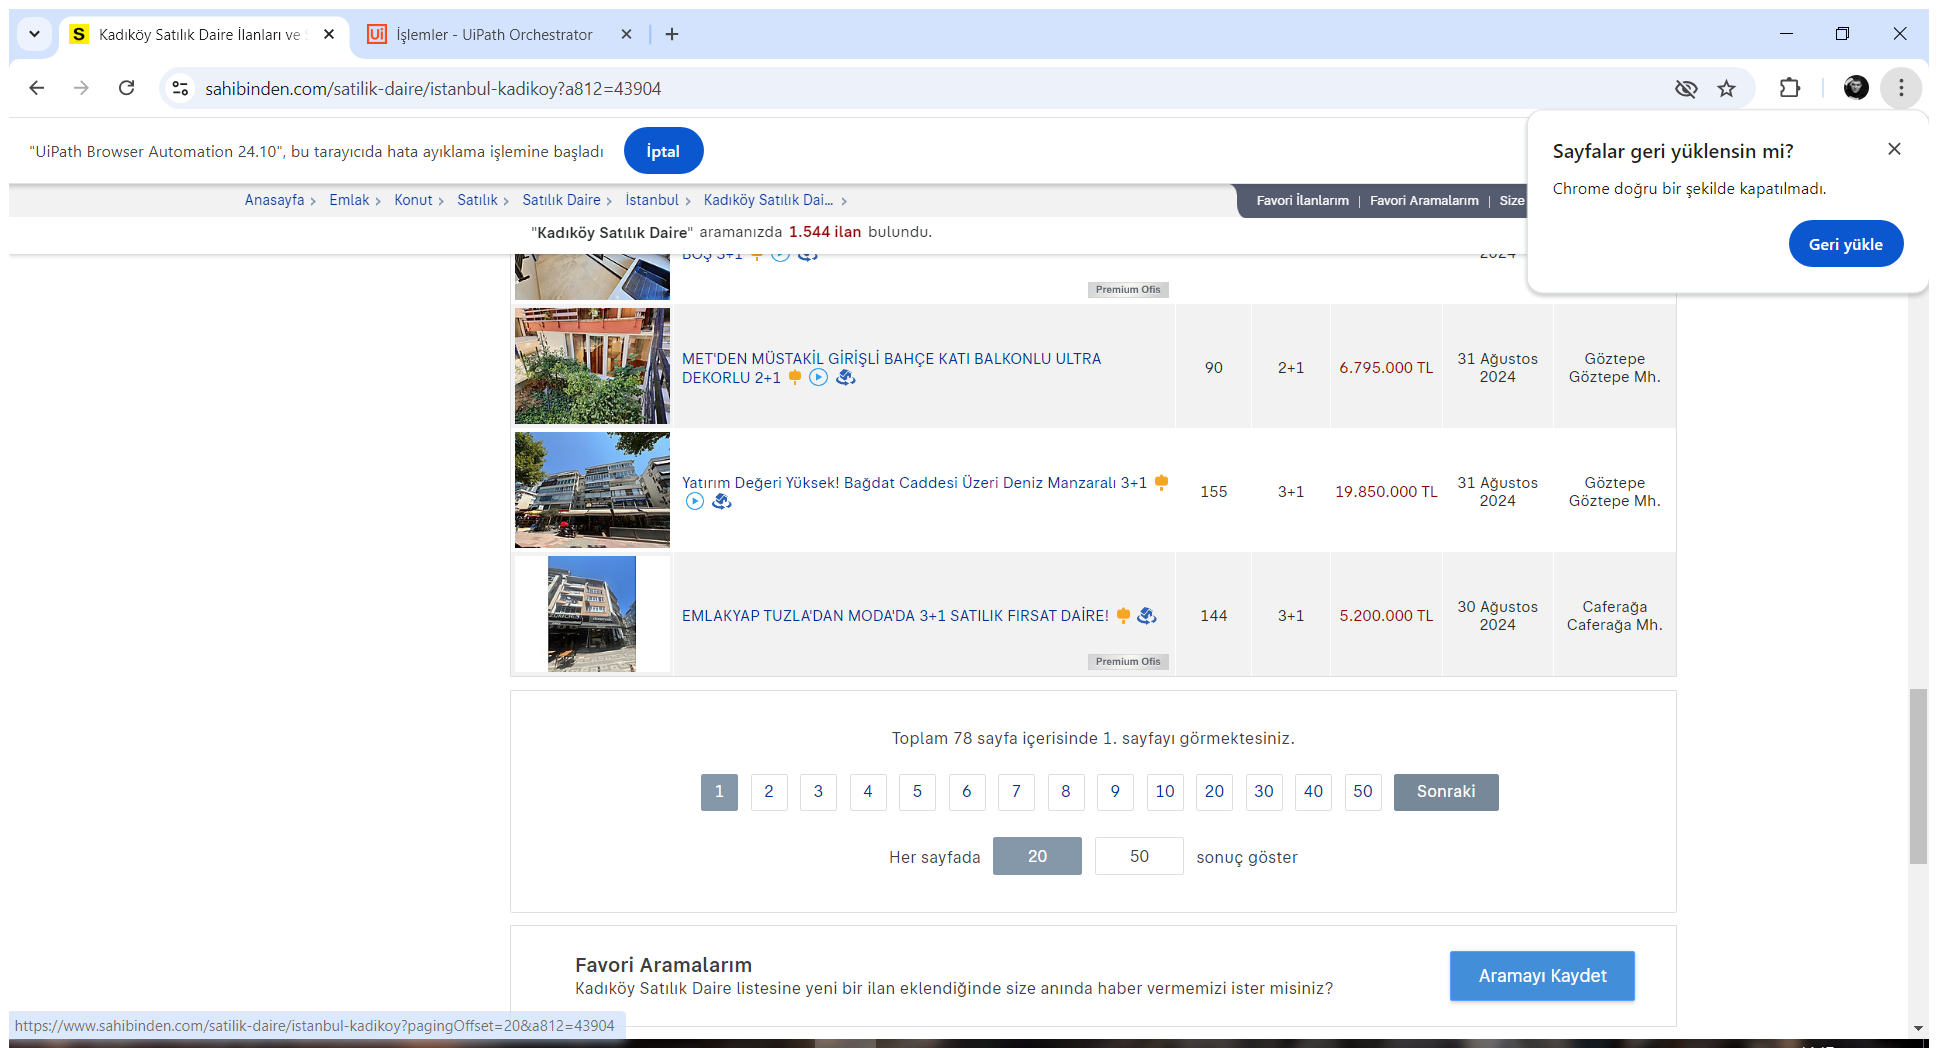 Kadıköy Satılık Daire İlanları ve
İşlemler - UiPath Orchestrator
sahibinden.com/satilik-daire/istanbul-kadikoy?a812=43904
"UiPath Browser Automation 24.10", bu tarayıcıda hata ayıklama işlemine başladı
İptal
Sayfalar geri yüklensin mi?
Chrome doğru bir şekilde kapatılmadı.
Geri yükle
Anasayfa > Emlak > Konut > Satılık > Satılık Daire > İstanbul > Kadıköy Satılık Dai... >
Favori İlanlarım | Favori Aramalarım | Size
"Kadıköy Satılık Daire" aramanızda 1.544 ilan bulundu.
BOŞ 3+1
2024
Premium Ofis
MET'DEN MÜSTAKİL GİRİŞLİ BAHÇE KATI BALKONLU ULTRA
DEKORLU 2+1
90
2+1
6.795.000 TL
31 Ağustos
2024
Göztepe
Göztepe Mh.
Yatırım Değeri Yüksek! Bağdat Caddesi Üzeri Deniz Manzaralı 3+1
155
3+1
19.850.000 TL
31 Ağustos
2024
Göztepe
Göztepe Mh.
EMLAKYAP TUZLA'DAN MODA'DA 3+1 SATILIK FIRSAT DAİRE!
144
3+1
5.200.000 TL
30 Ağustos
2024
Caferağa
Caferağa Mh.
Premium Ofis
Toplam 78 sayfa içerisinde 1. sayfayı görmektesiniz.
1 2 3 4 5 6 7 8 9 10 20 30 40 50 Sonraki
Her sayfada 20 50 sonuç göster
Favori Aramalarım
Kadıköy Satılık Daire listesine yeni bir ilan eklendiğinde size anında haber vermemizi ister misiniz?
Aramayı Kaydet
https://www.sahibinden.com/satilik-daire/istanbul-kadikoy?pagingOffset=20&a812=43904